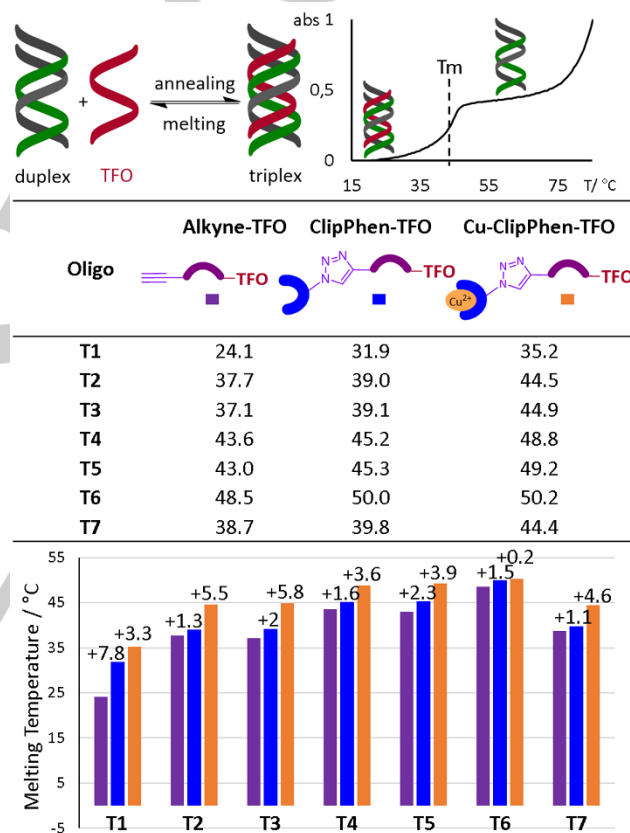 abs 1
0,5
0
Tm
15 35 55 75 T/ °C
duplex + TFO annealing melting triplex
Oligo Alkyne-TFO ClipPhen-TFO Cu-ClipPhen-TFO
TFO N=N N TFO Cu2+ N=N N TFO
T1 24.1 31.9 35.2
T2 37.7 39.0 44.5
T3 37.1 39.1 44.9
T4 43.6 45.2 48.8
T5 43.0 45.3 49.2
T6 48.5 50.0 50.2
T7 38.7 39.8 44.4
Melting Temperature / °C
55
45
35
25
15
5
-5
+7.8 +3.3
+1.3 +5.5
+2 +5.8
+1.6 +3.6
+2.3 +3.9
+1.5 +0.2
+1.1 +4.6
T1 T2 T3 T4 T5 T6 T7